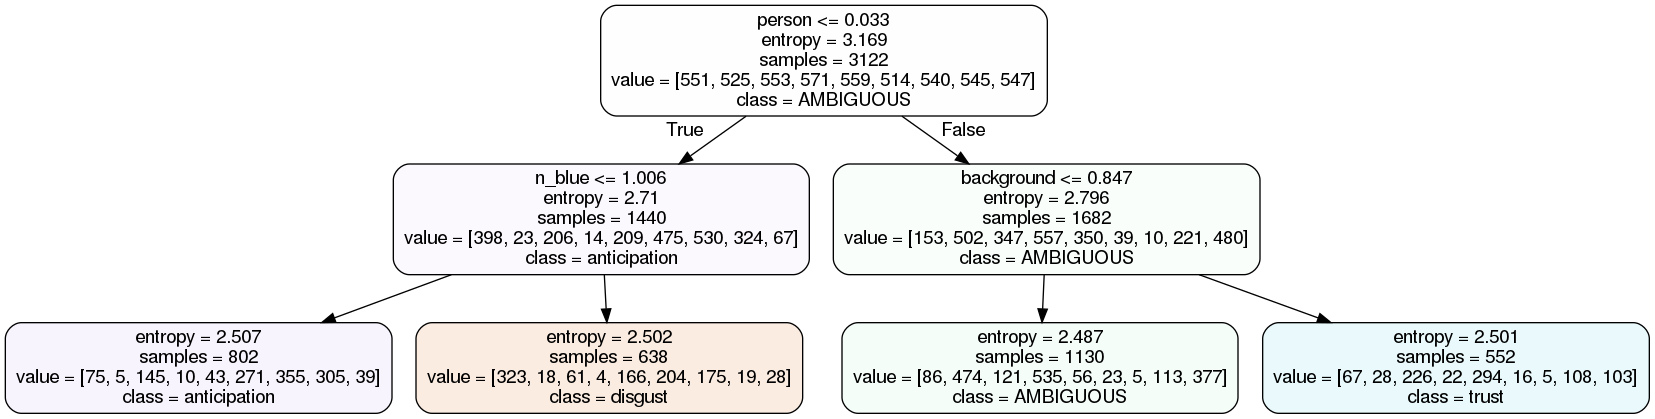 person <= 0.033
entropy = 3.169
samples = 3122
value = [551, 525, 553, 571, 559, 514, 540, 545, 547]
class = AMBIGUOUS
True
False
n_blue <= 1.006
entropy = 2.71
samples = 1440
value = [398, 23, 206, 14, 209, 475, 530, 324, 67]
class = anticipation
background <= 0.847
entropy = 2.796
samples = 1682
value = [153, 502, 347, 557, 350, 39, 10, 221, 480]
class = AMBIGUOUS
entropy = 2.507
samples = 802
value = [75, 5, 145, 10, 43, 271, 355, 305, 39]
class = anticipation
entropy = 2.502
samples = 638
value = [323, 18, 61, 4, 166, 204, 175, 19, 28]
class = disgust
entropy = 2.487
samples = 1130
value = [86, 474, 121, 535, 56, 23, 5, 113, 377]
class = AMBIGUOUS
entropy = 2.501
samples = 552
value = [67, 28, 226, 22, 294, 16, 5, 108, 103]
class = trust